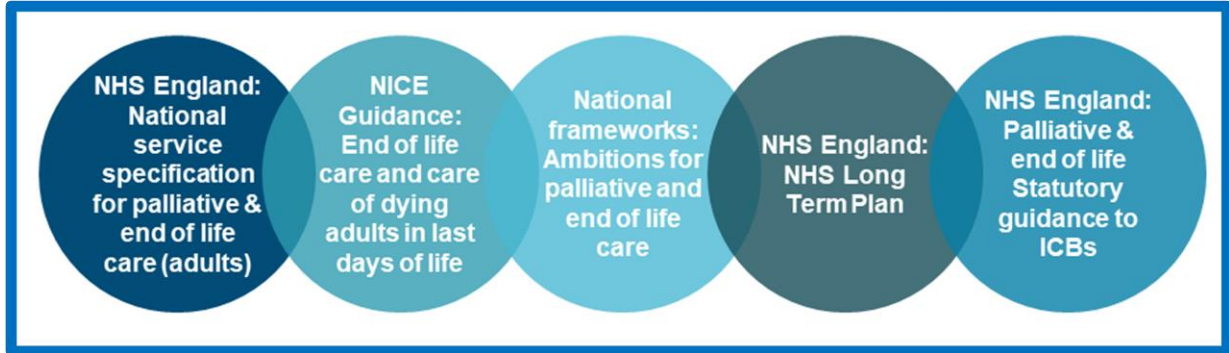 NHS England:
National
service
specification
for palliative &
end of life
care (adults)
NICE
Guidance:
End of life
care and care
of dying
adults in last
days of life
National
frameworks:
Ambitions for
palliative and
end of life
care
NHS England:
NHS Long
Term Plan
NHS England:
Palliative &
end of life
Statutory
guidance to
ICBs